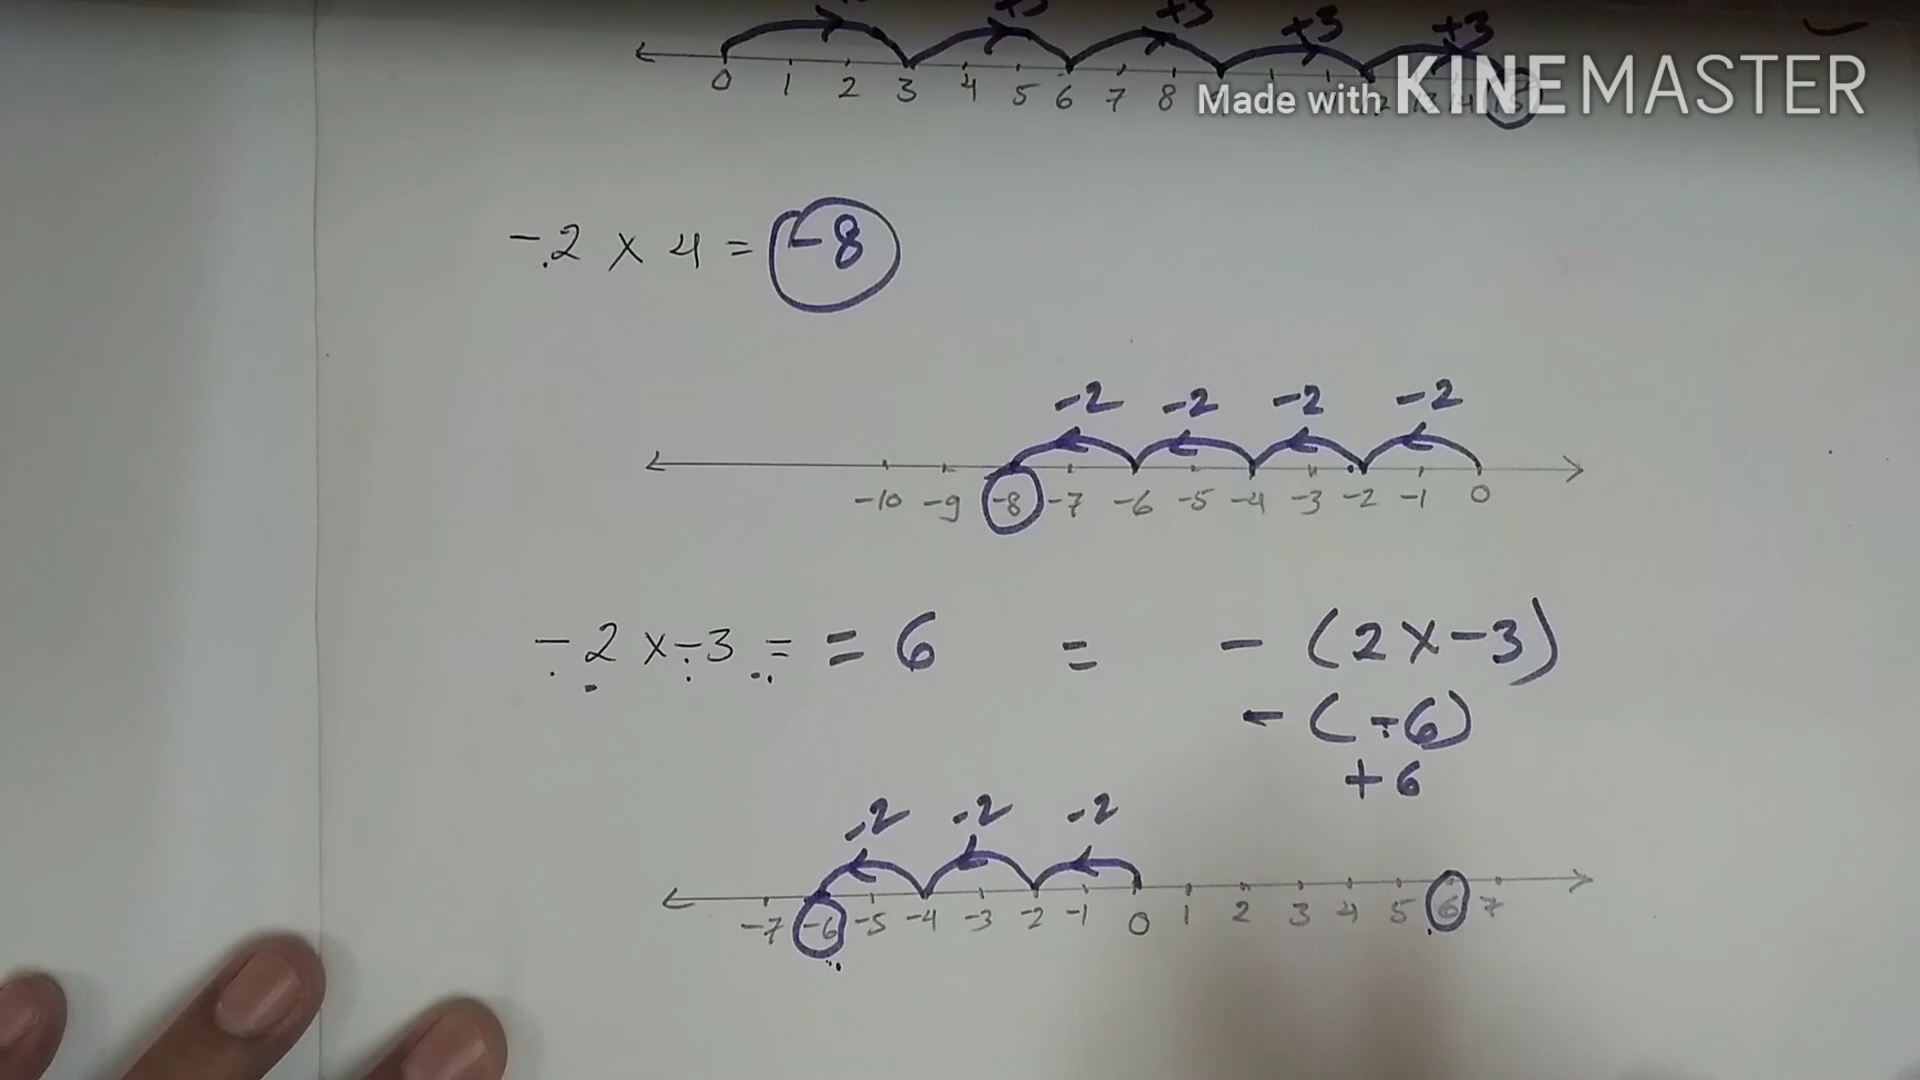 +3 +3 +3 +3
0 1 2 3 4 5 6 7 8
Made with KINEMASTER
-2 x 4 = -8
-2 -2 -2 -2
-10 -9 -8 -7 -6 -5 -4 -3 -2 -1 0
-2 x -3 = = 6 = - (2 x -3)
- (-6)
+ 6
-2 -2 -2
-7 -6 -5 -4 -3 -2 -1 0 1 2 3 4 5 6 7